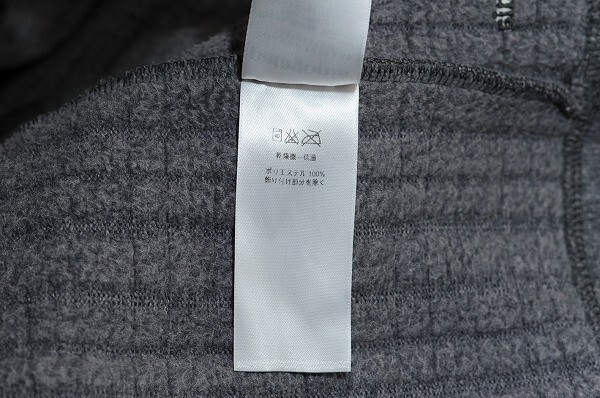 乾燥機ー低温
ポリエステル 100%
飾り付け部分を除く